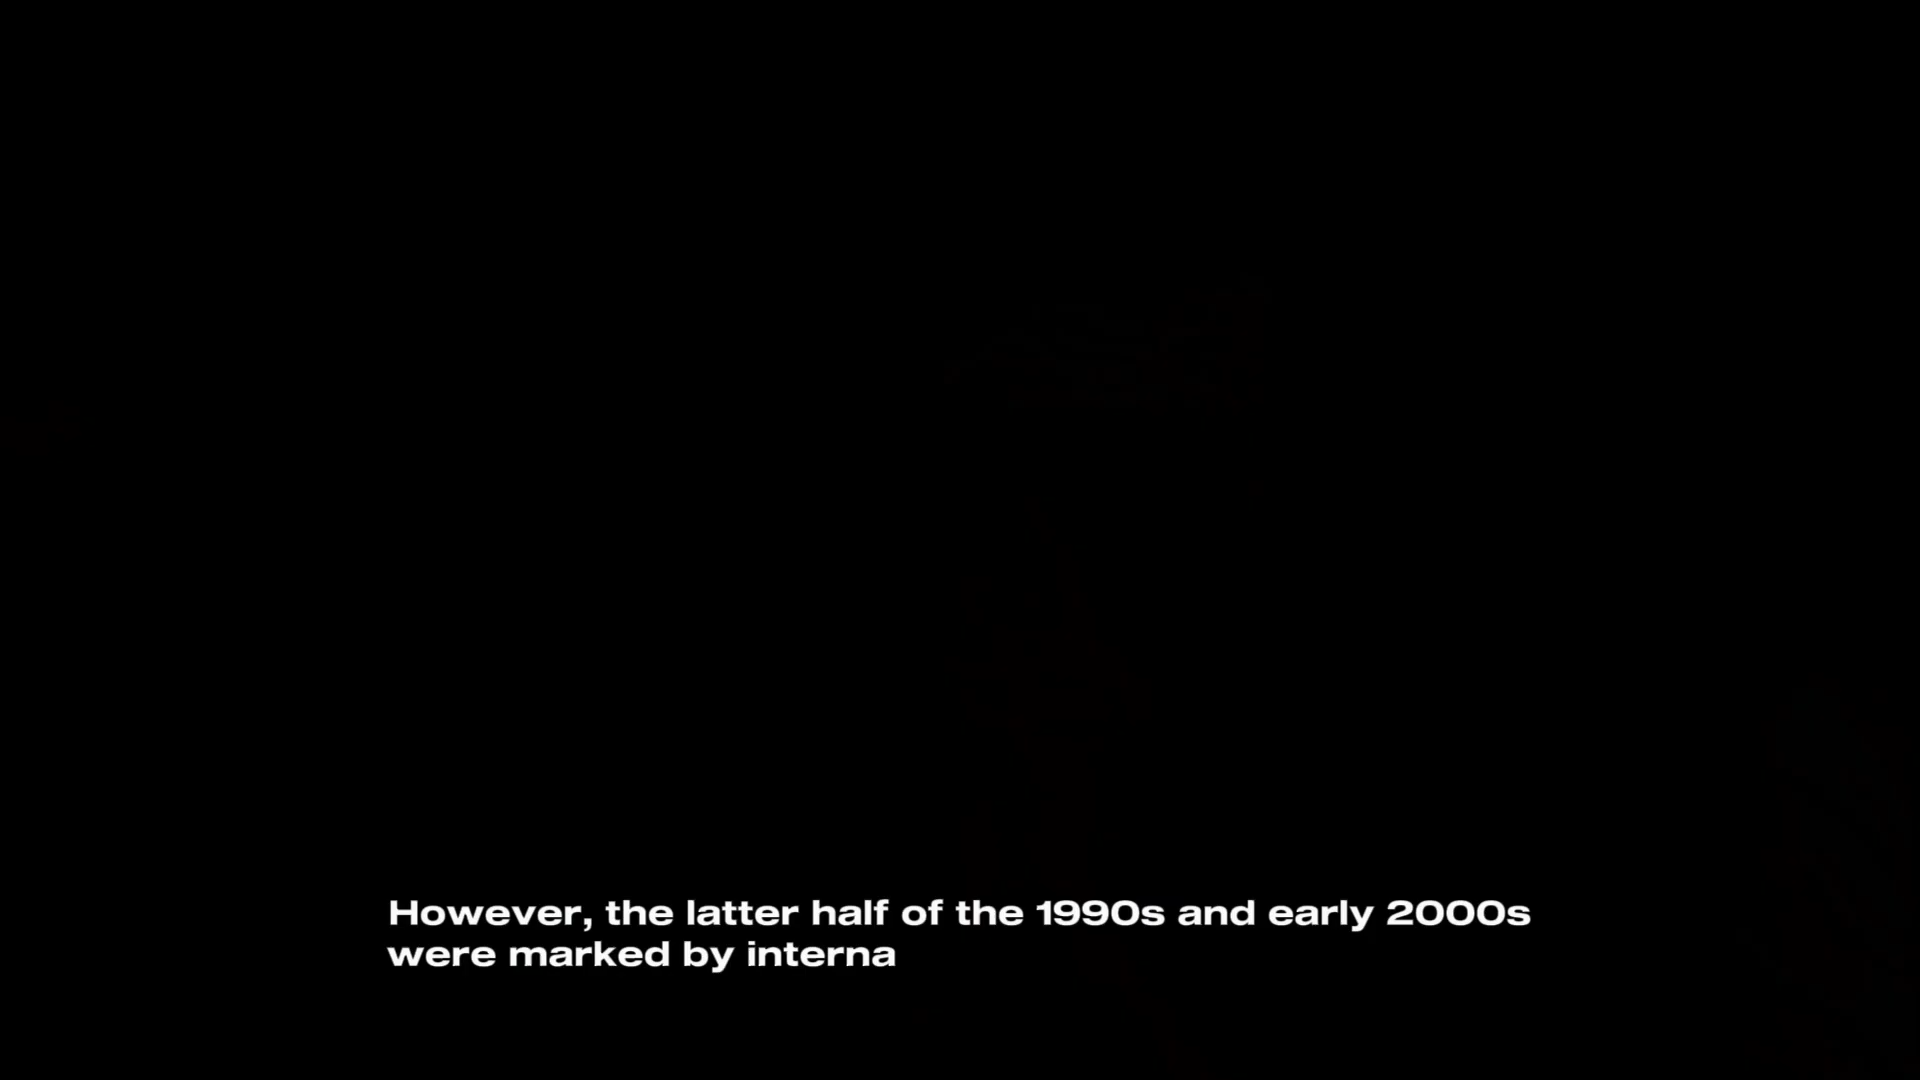 However, the latter half of the 1990s and early 2000s
were marked by interna